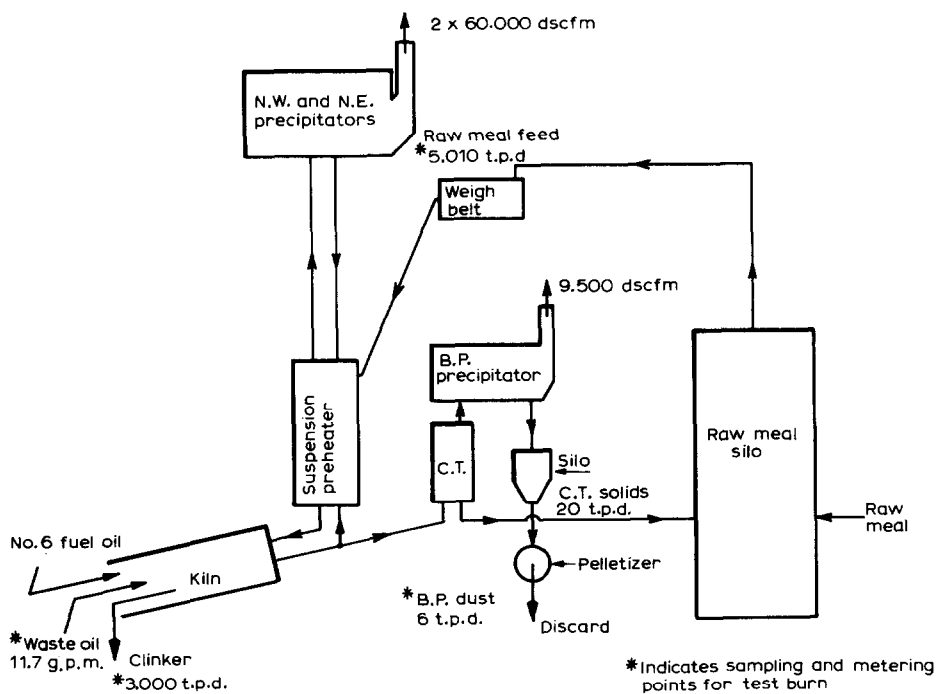 2 x 60.000 dscfm
N.W. and N.E.
precipitators
Raw meal feed
*5.010 t.p.d
Weigh
belt
9.500 dscfm
B.P.
precipitator
Suspension
preheater
C.T.
Silo
C.T. solids
20 t.p.d.
Raw meal
silo
Raw
meal
No.6 fuel oil
Kiln
Pelletizer
*B.P. dust
6 t.p.d.
Discard
*Waste oil
11.7 g.p.m.
Clinker
*3.000 t.p.d.
*Indicates sampling and metering
points for test burn